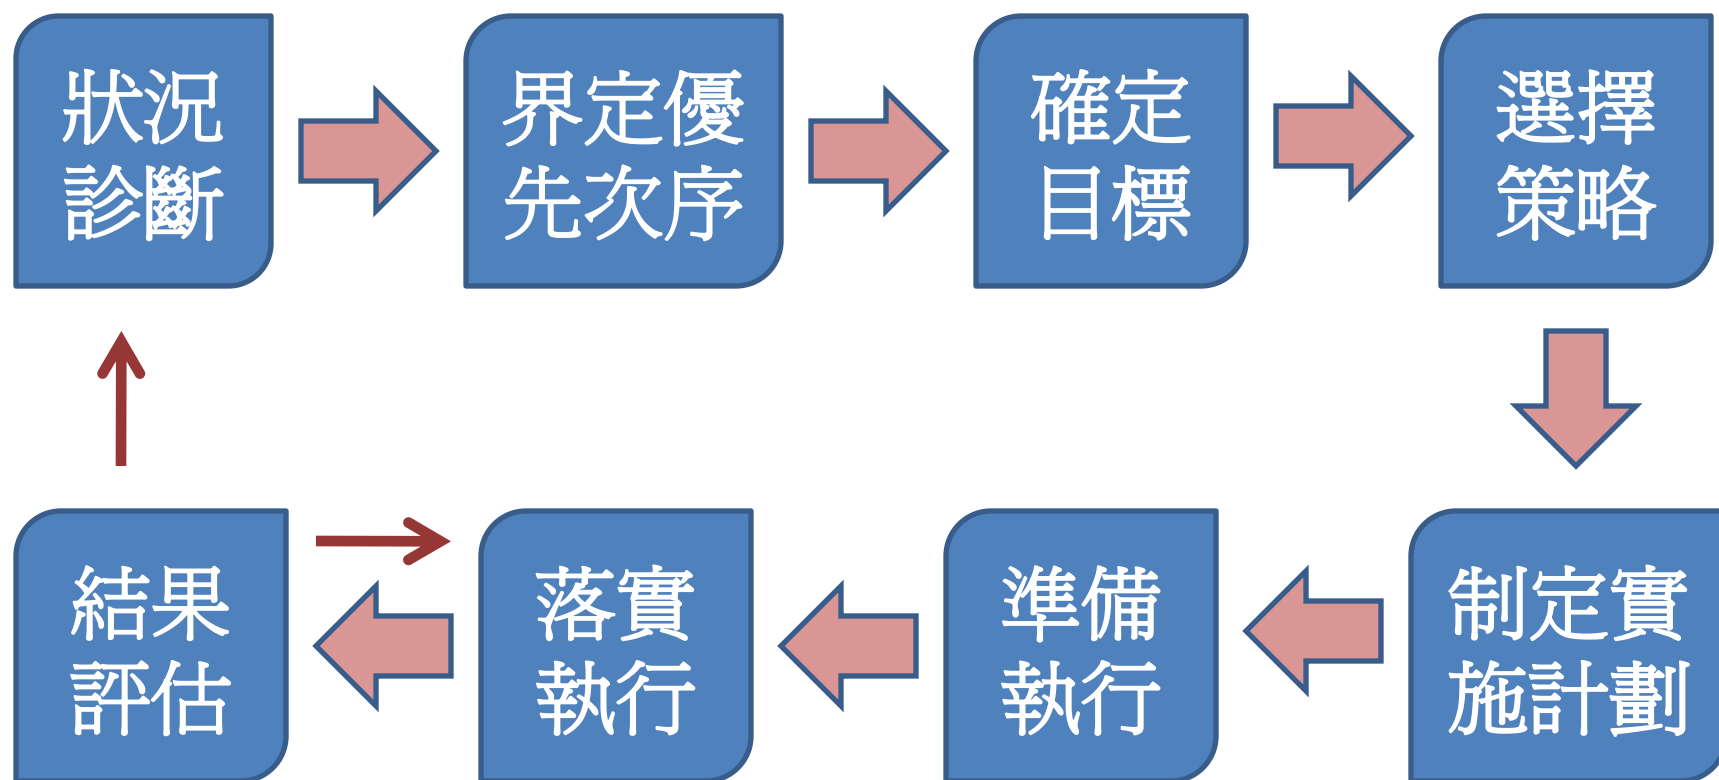 狀況
診斷
界定優
先次序
確定
目標
選擇
策略
結果
評估
落實
執行
準備
執行
制定實
施計劃